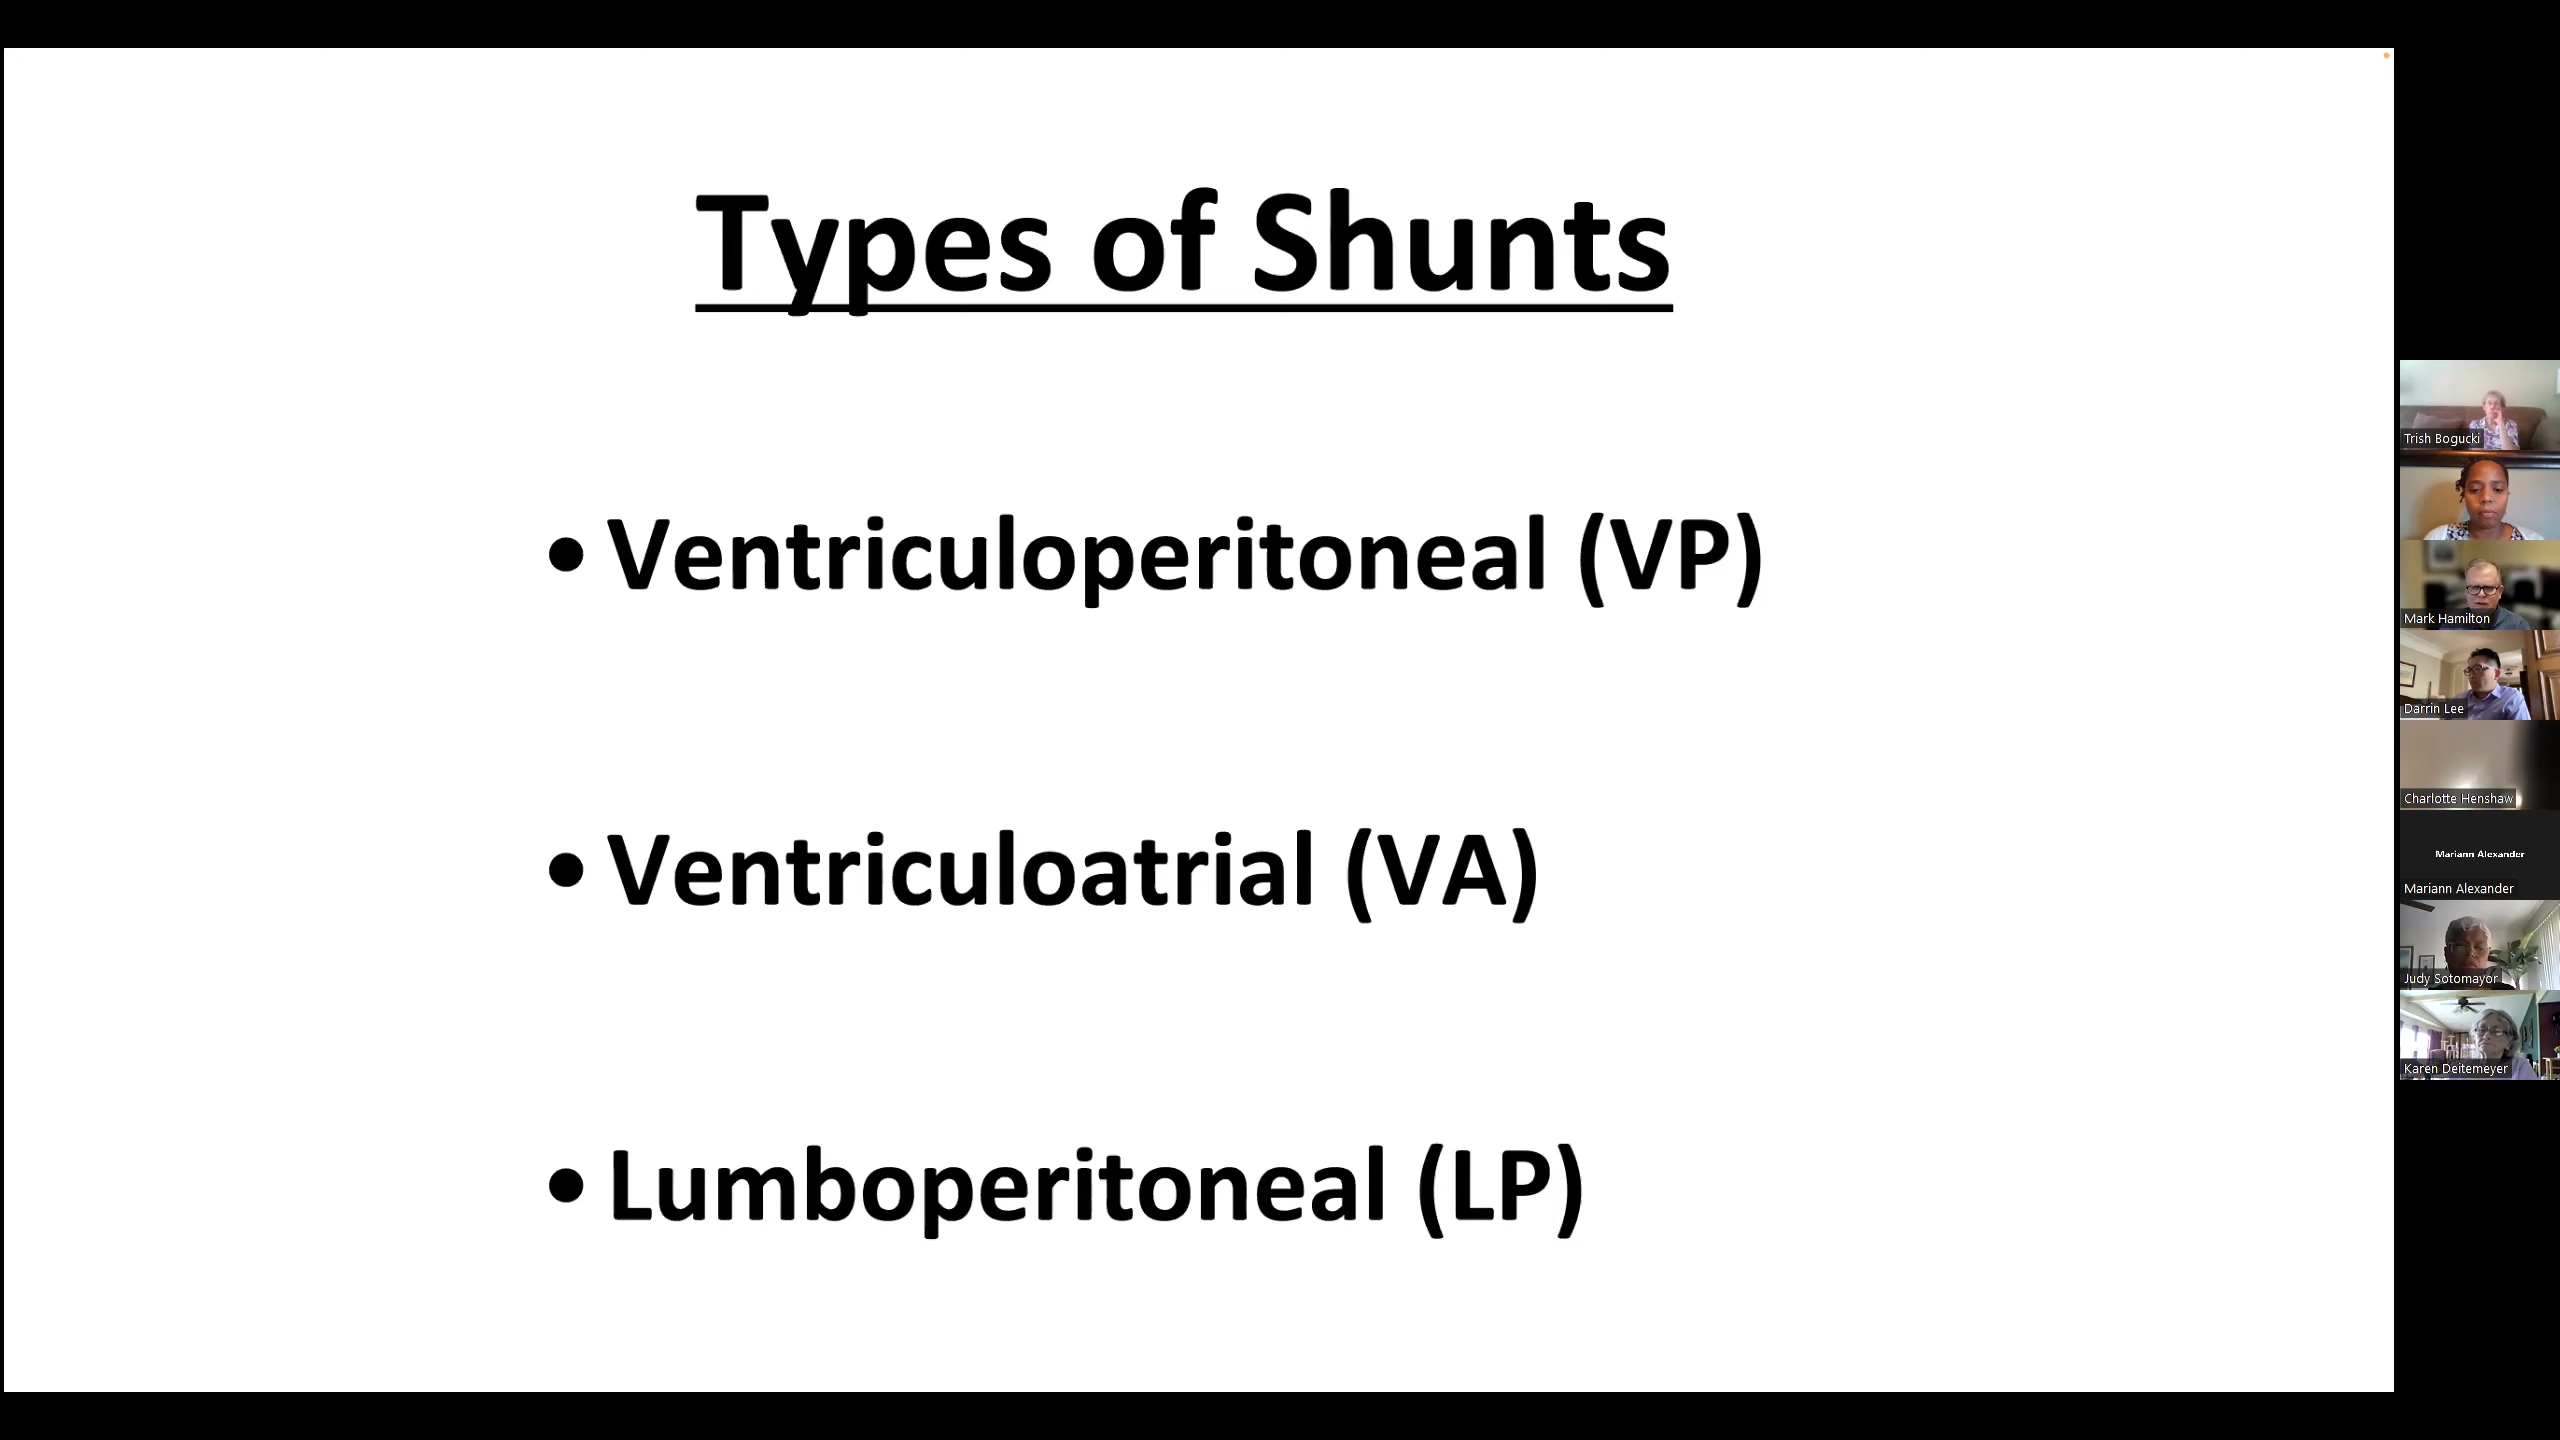 Types of Shunts
• Ventriculoperitoneal (VP)
• Ventriculoatrial (VA)
• Lumboperitoneal (LP)
Trish Bogucki
Mark Hamilton
Darrin Lee
Charlotte Henshaw
Mariann Alexander
Mariann Alexander
Judy Sotomayor
Karen Deitemeyer